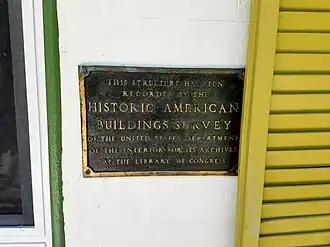 THIS STRUCTURE HAS BEEN
RECORDED BY THE
HISTORIC AMERICAN
BUILDINGS SURVEY
OF THE UNITED STATES DEPARTMENT
OF THE INTERIOR FOR ITS ARCHIVES
AT THE LIBRARY OF CONGRESS